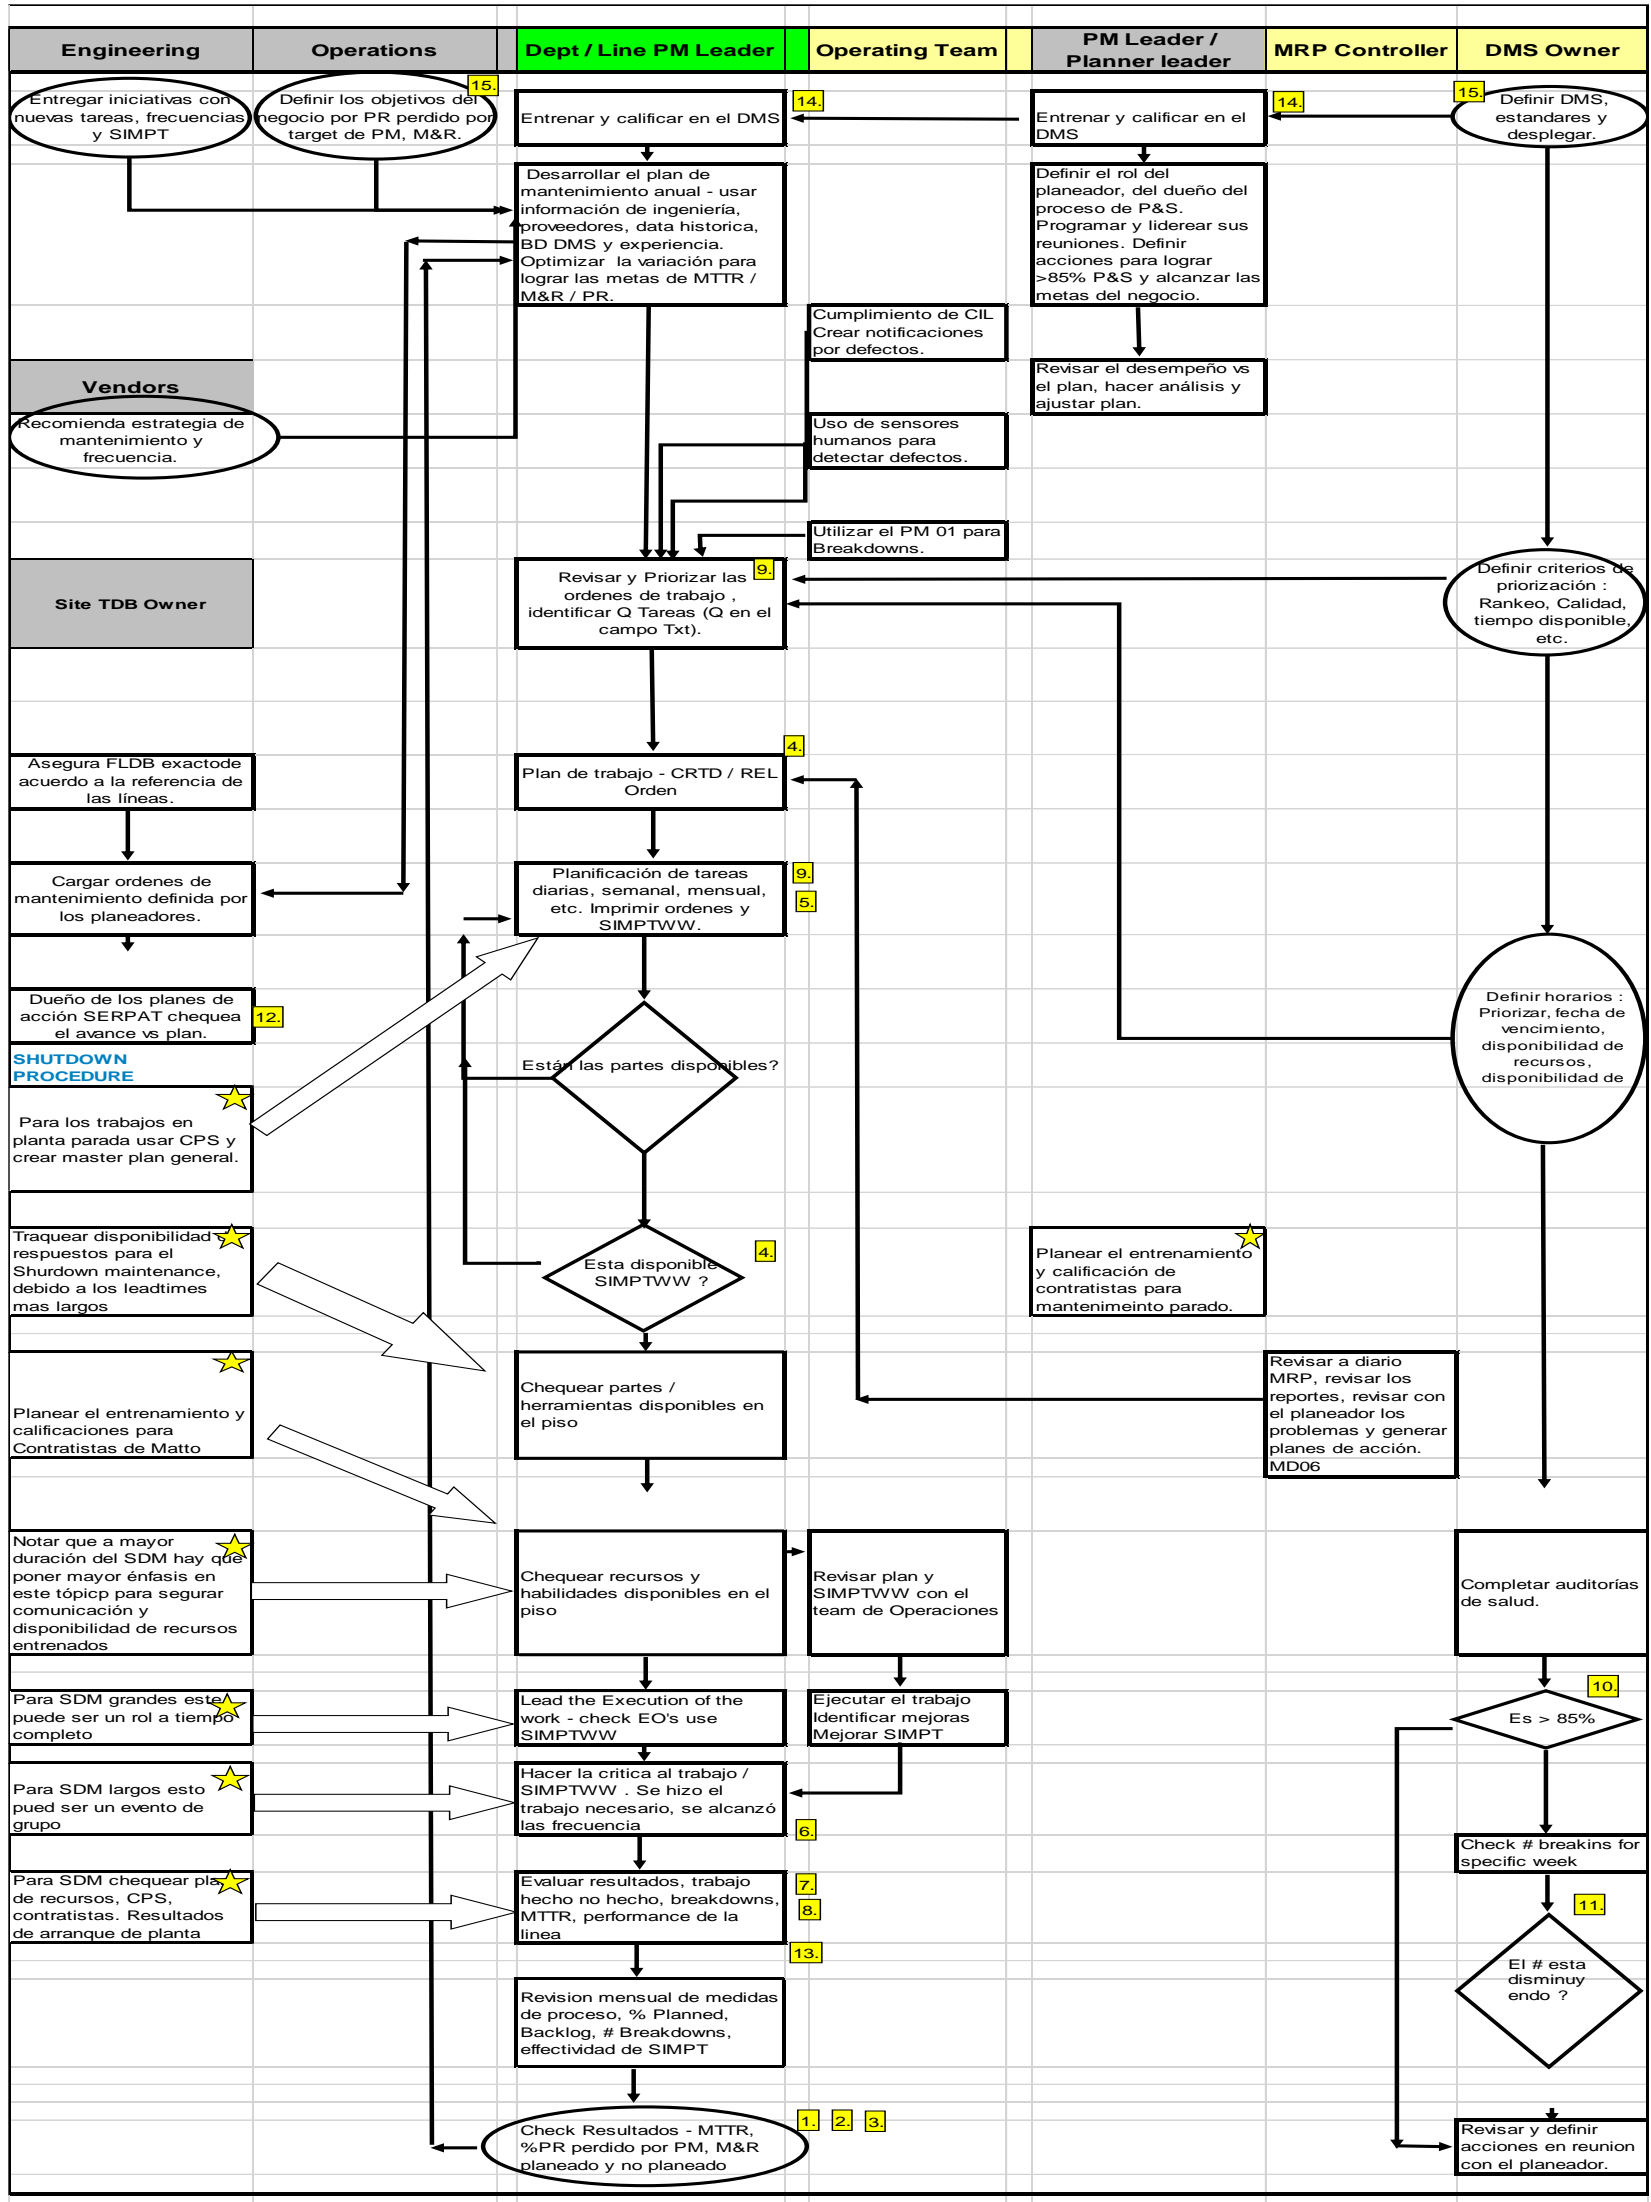 Engineering
Operations
Dept / Line PM Leader
Operating Team
PM Leader /
Planner leader
MRP Controller
DMS Owner
Entregar iniciativas con
nuevas tareas, frecuencias
y SIMPT
15.
Definir los objetivos del
negocio por PR perdido por
target de PM, M&R.
Entrenar y calificar en el DMS
14.
Entrenar y calificar en el
DMS
14.
15.
Definir DMS,
estandares y
desplegar.
Desarrollar el plan de
mantenimiento anual - usar
información de ingeniería,
proveedores, data historica,
BD DMS y experiencia.
Optimizar la variación para
lograr las metas de MTTR /
M&R / PR.
Definir el rol del
planeador, del dueño del
proceso de P&S.
Programar y liderear sus
reuniones. Definir
acciones para lograr
>85% P&S y alcanzar las
metas del negocio.
Cumplimiento de CIL
Crear notificaciones
por defectos.
Revisar el desempeño vs
el plan, hacer análisis y
ajustar plan.
Vendors
Recomienda estrategia de
mantenimiento y
frecuencia.
Uso de sensores
humanos para
detectar defectos.
Utilizar el PM 01 para
Breakdowns.
Site TDB Owner
Revisar y Priorizar las
ordenes de trabajo ,
identificar Q Tareas (Q en el
campo Txt).
9.
Definir criterios de
priorización :
Rankeo, Calidad,
tiempo disponible,
etc.
Asegura FLDB exactode
acuerdo a la referencia de
las líneas.
4.
Plan de trabajo - CRTD / REL
Orden
Cargar ordenes de
mantenimiento definida por
los planeadores.
Planificación de tareas
diarias, semanal, mensual,
etc. Imprimir ordenes y
SIMPTWW.
9.
5.
Dueño de los planes de
acción SERPAT chequea
el avance vs plan.
12.
Definir horarios :
Priorizar, fecha de
vencimiento,
disponibilidad de
recursos,
disponibilidad de
SHUTDOWN
PROCEDURE
Están las partes disponibles?
Para los trabajos en
planta parada usar CPS y
crear master plan general.
Traquear disponibilidad
respuestos para el
Shurdown maintenance,
debido a los leadtimes
mas largos
Esta disponible
SIMPTWW ?
4.
Planear el entrenamiento
y calificación de
contratistas para
mantenimeinto parado.
Planear el entrenamiento y
calificaciones para
Contratistas de Matto
Chequear partes /
herramientas disponibles en
el piso
Revisar a diario
MRP, revisar los
reportes, revisar con
el planeador los
problemas y generar
planes de acción.
MD06
Notar que a mayor
duración del SDM hay que
poner mayor énfasis en
este tópicp para segurar
comunicación y
disponibilidad de recursos
entrenados
Chequear recursos y
habilidades disponibles en el
piso
Revisar plan y
SIMPTWW con el
team de Operaciones
Completar auditorías
de salud.
Para SDM grandes este
puede ser un rol a tiempo
completo
Lead the Execution of the
work - check EO's use
SIMPTWW
Ejecutar el trabajo
Identificar mejoras
Mejorar SIMPT
10.
Es > 85%
Para SDM largos esto
pued ser un evento de
grupo
Hacer la critica al trabajo /
SIMPTWW . Se hizo el
trabajo necesario, se alcanzó
las frecuencia
6.
Check # breakins for
specific week
Para SDM chequear
de recursos, CPS,
contratistas. Resultados
de arranque de planta
Evaluar resultados, trabajo
hecho no hecho, breakdowns,
MTTR, performance de la
linea
7.
8.
13.
11.
El # esta
disminuy
endo ?
Revision mensual de medidas
de proceso, % Planned,
Backlog, # Breakdowns,
effectividad de SIMPT
Check Resultados - MTTR,
%PR perdido por PM, M&R
planeado y no planeado
1.
2.
3.
Revisar y definir
acciones en reunion
con el planeador.